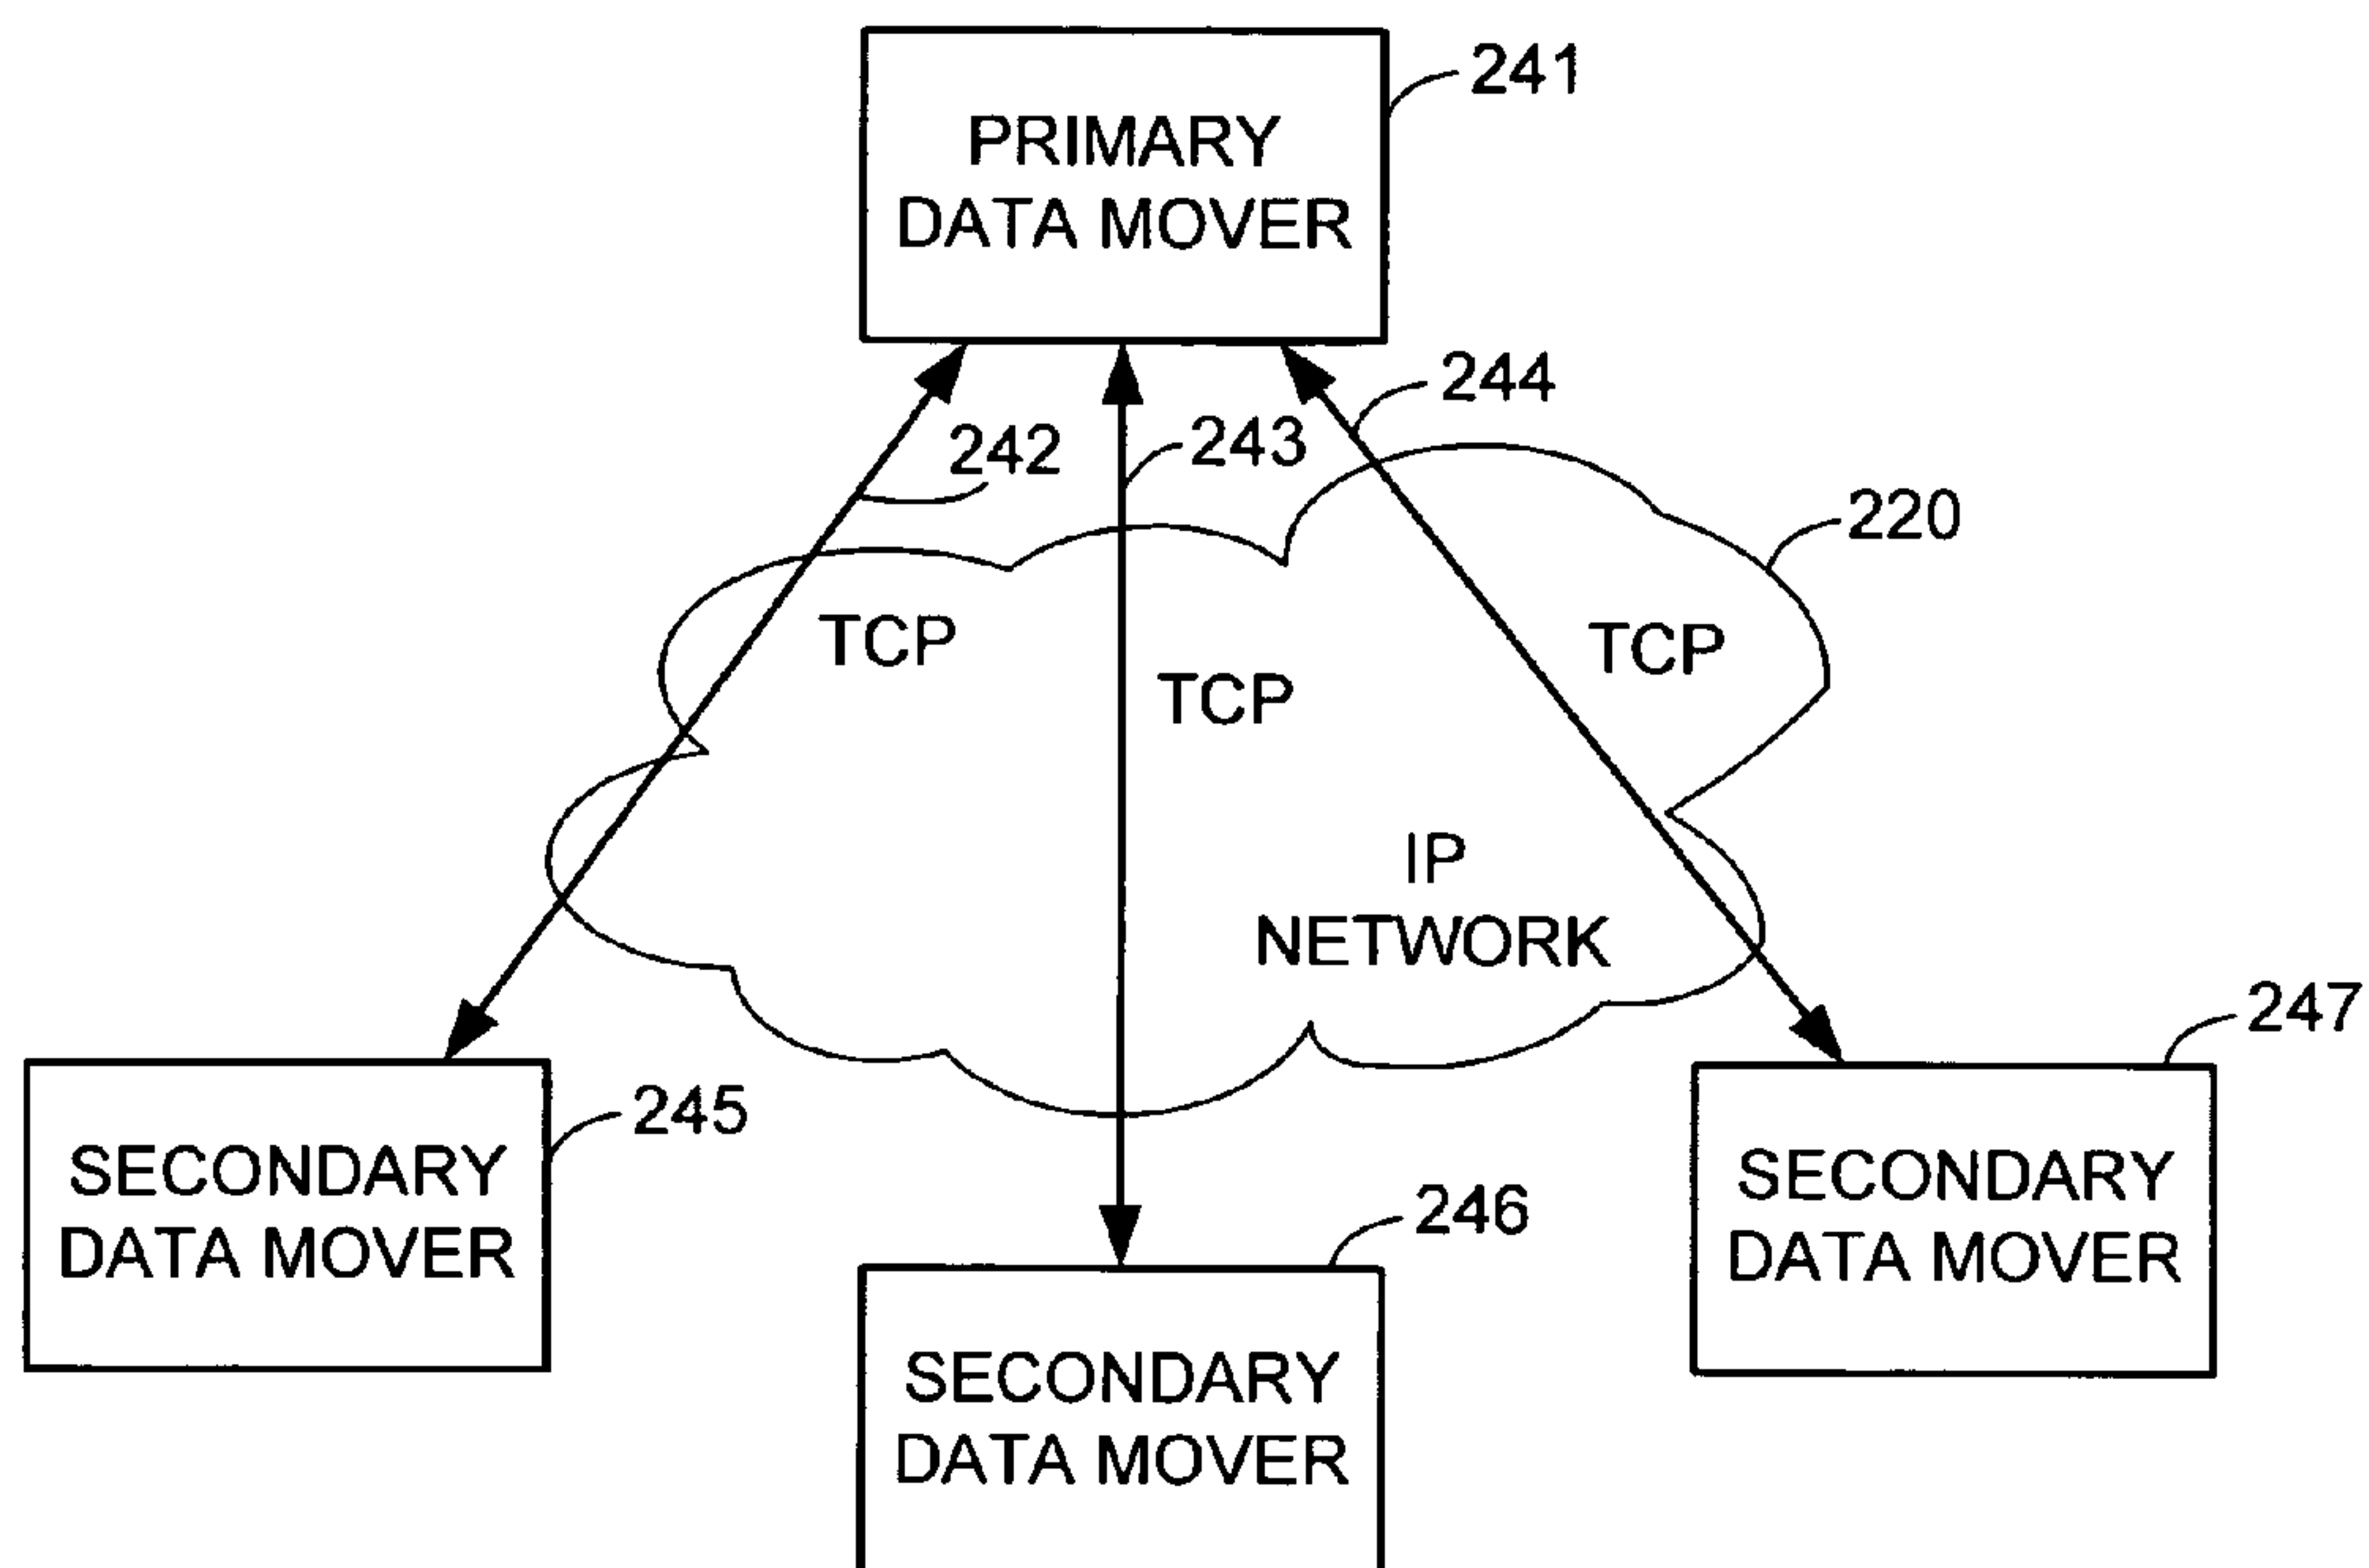 241
PRIMARY
DATA MOVER
244
242
243
220
TCP
TCP
TCP
IP
NETWORK
247
245
SECONDARY
DATA MOVER
SECONDARY
DATA MOVER
246
SECONDARY
DATA MOVER